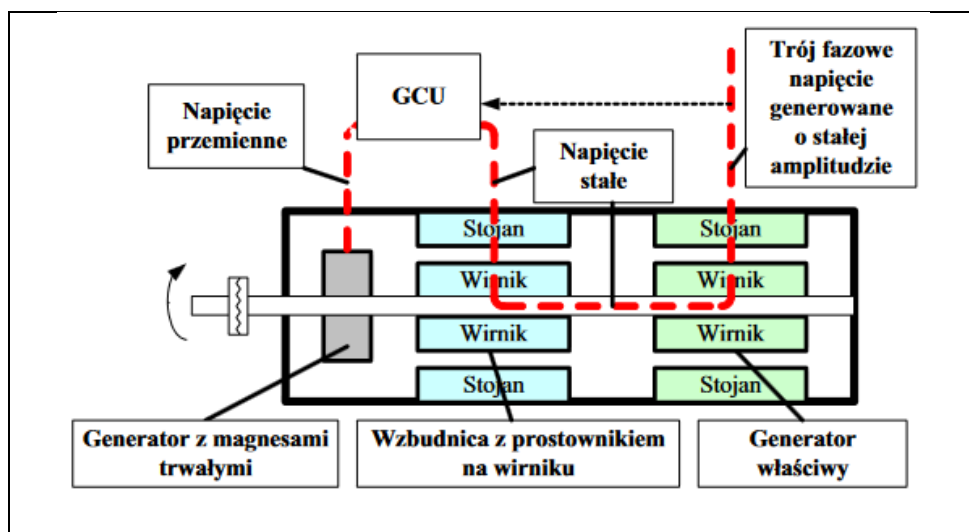 GCU
Trój fazowe
napięcie
generowane
o stałej
amplitudzie
Napięcie
przemienne
Napięcie
stałe
Stojan
Stojan
Wirnik
Wirnik
Wirnik
Wirnik
Stojan
Stojan
Generator z magnesami
trwałymi
Wzbudnica z prostownikiem
na wirniku
Generator
właściwy